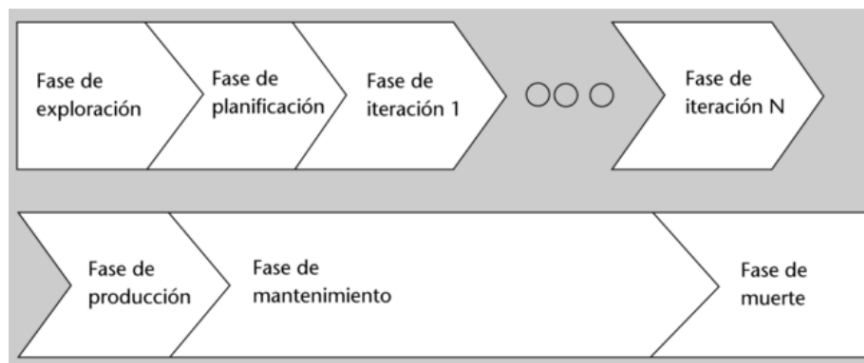 Fase de
exploración
Fase de
planificación
Fase de
iteración 1
Fase de
iteración N
Fase de
producción
Fase de
mantenimiento
Fase de
muerte